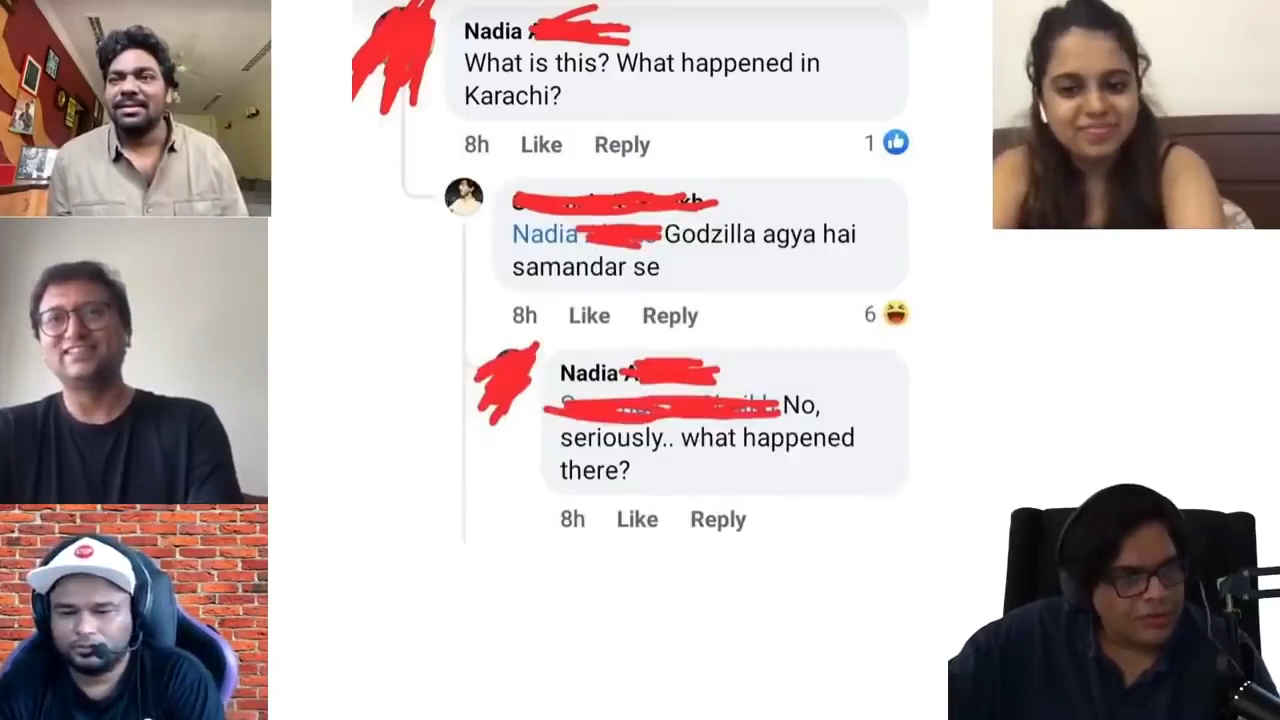 Nadia
What is this? What happened in
Karachi?
8h Like Reply 1
Nadia Godzilla agya hai
samandar se
8h Like Reply 6
Nadia
No,
seriously.. what happened
there?
8h Like Reply